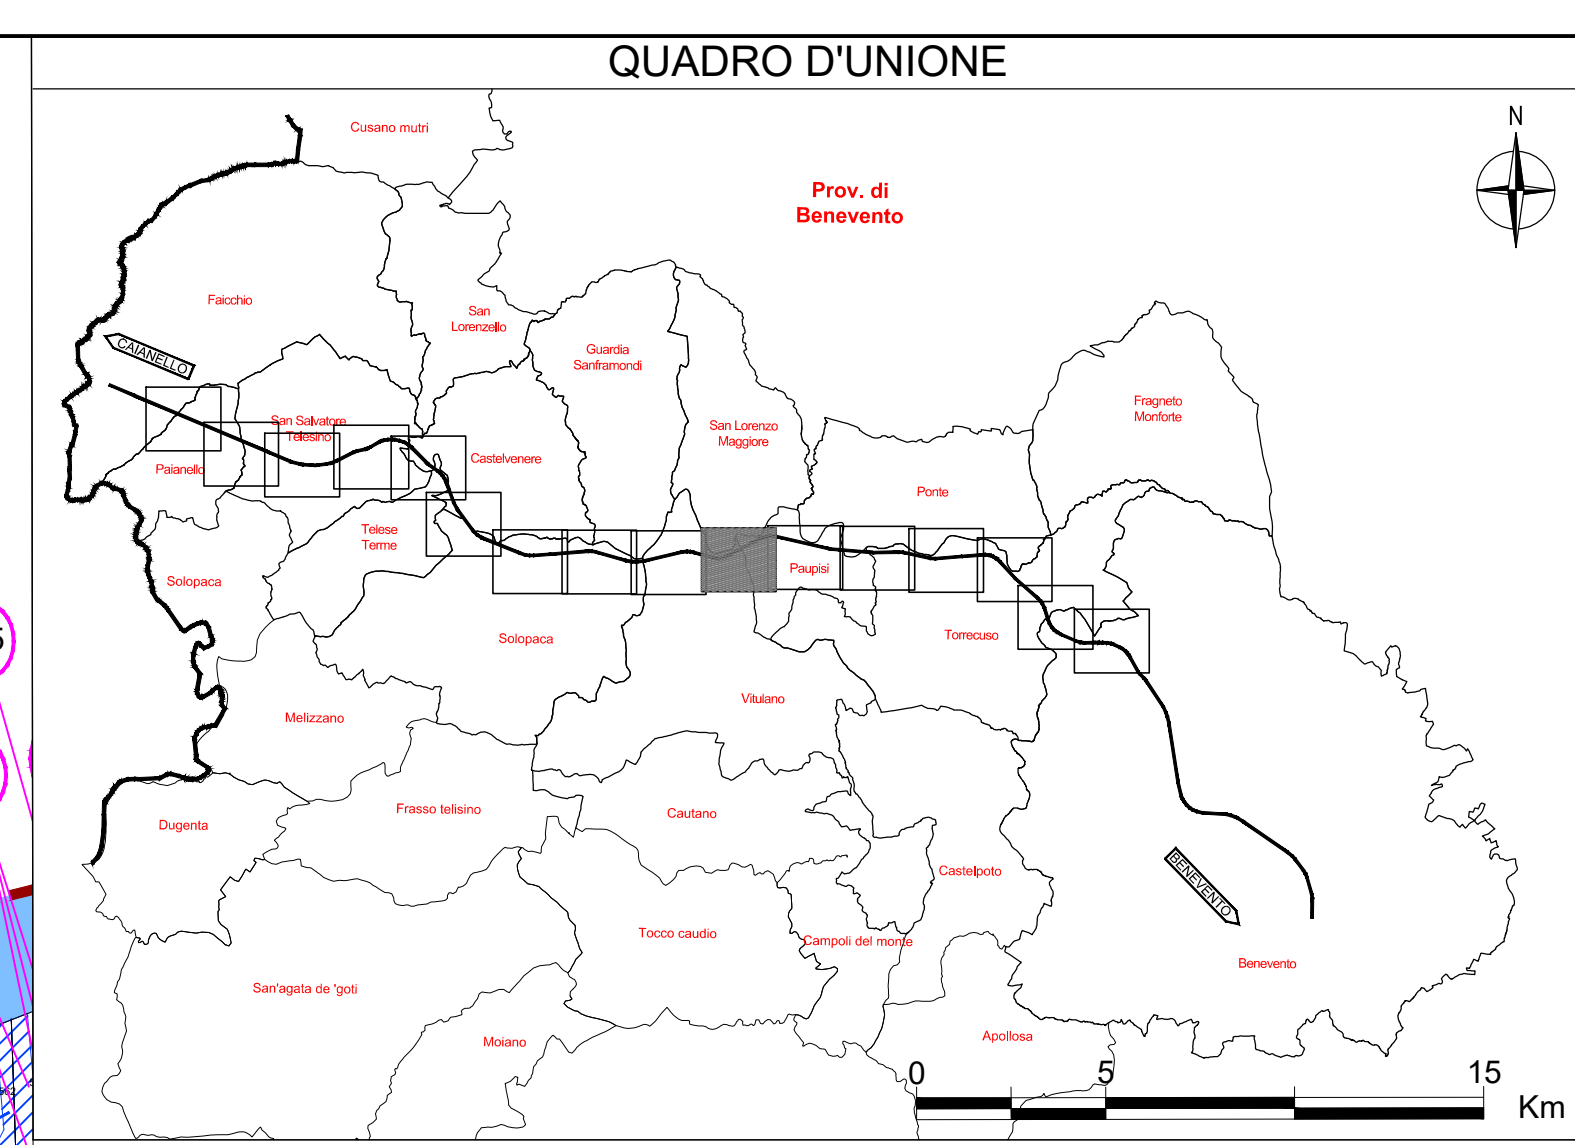 QUADRO D'UNIONE
Cusano mutri
N
Prov. di
Benevento
Faicchio
San
Lorenzello
CAIANELLO
Guardia
Sanframondi
Fragneto
Monforte
San Salvatore
Telesino
San Lorenzo
Maggiore
Castelvenere
Paianello
Ponte
Telese
Terme
Solopaca
Paupisi
Solopaca
Torrecuso
Vitulano
Melizzano
Frasso telisino
Cautano
Dugenta
Castelpoto
BENEVENTO
Tocco caudio
Campoli del monte
Benevento
San'agata de 'goti
Moiano
Apollosa
0 5 15
Km